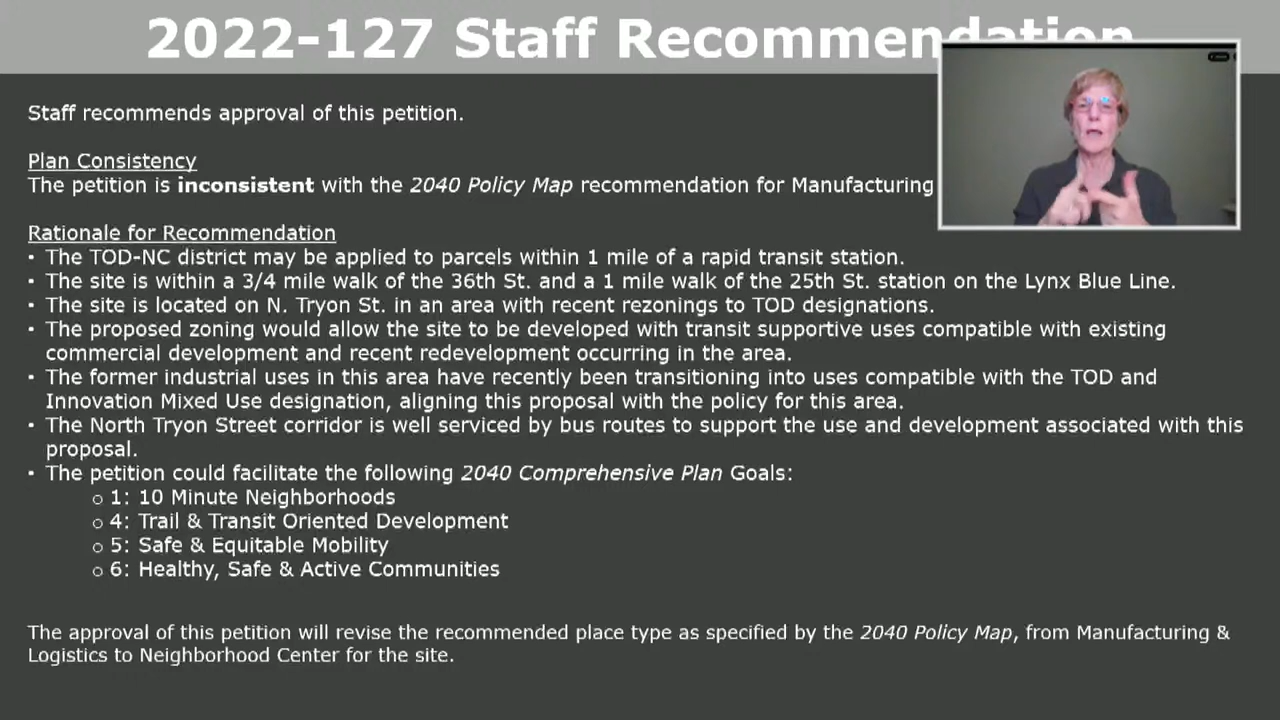 2022-127 Staff Recommendation
Staff recommends approval of this petition.
Plan Consistency
The petition is inconsistent with the 2040 Policy Map recommendation for Manufacturing
Rationale for Recommendation
• The TOD-NC district may be applied to parcels within 1 mile of a rapid transit station.
• The site is within a 3/4 mile walk of the 36th St. and a 1 mile walk of the 25th St. station on the Lynx Blue Line.
• The site is located on N. Tryon St. in an area with recent rezonings to TOD designations.
• The proposed zoning would allow the site to be developed with transit supportive uses compatible with existing
commercial development and recent redevelopment occurring in the area.
• The former industrial uses in this area have recently been transitioning into uses compatible with the TOD and
Innovation Mixed Use designation, aligning this proposal with the policy for this area.
• The North Tryon Street corridor is well serviced by bus routes to support the use and development associated with this
proposal.
• The petition could facilitate the following 2040 Comprehensive Plan Goals:
o 1: 10 Minute Neighborhoods
o 4: Trail & Transit Oriented Development
o 5: Safe & Equitable Mobility
o 6: Healthy, Safe & Active Communities
The approval of this petition will revise the recommended place type as specified by the 2040 Policy Map, from Manufacturing &
Logistics to Neighborhood Center for the site.